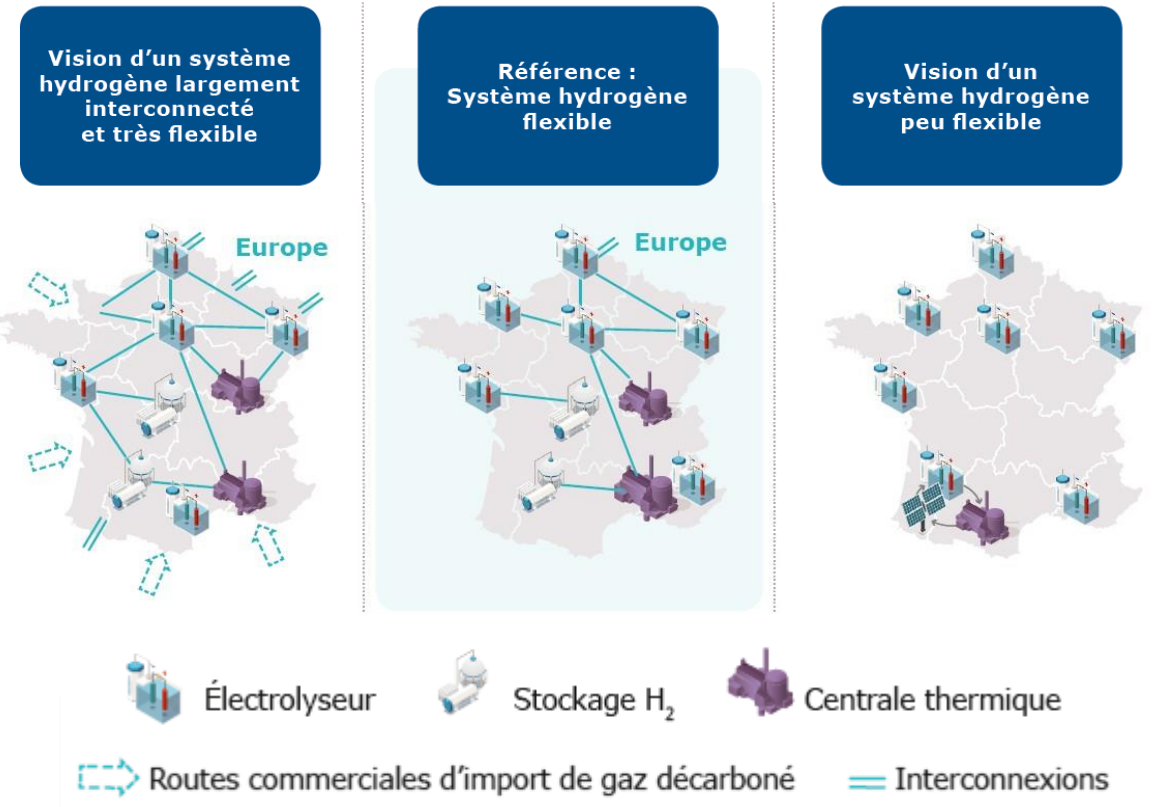 Vision d’un système
hydrogène largement
interconnecté
et très flexible
Référence :
Système hydrogène
flexible
Vision d’un
système hydrogène
peu flexible
Europe
Europe
Électrolyseur
Stockage H₂
Centrale thermique
Routes commerciales d’import de gaz décarboné
Interconnexions